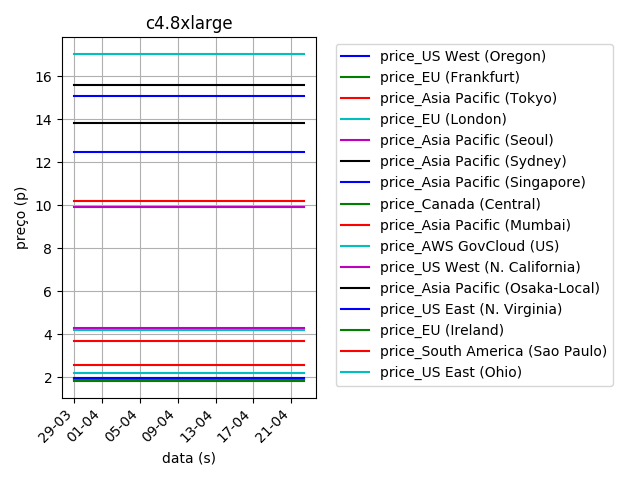 c4.8xlarge
preço (p)
16
14
12
10
8
6
4
2
29-03
01-04
05-04
09-04
13-04
17-04
21-04
data (s)
price_US West (Oregon)
price_EU (Frankfurt)
price_Asia Pacific (Tokyo)
price_EU (London)
price_Asia Pacific (Seoul)
price_Asia Pacific (Sydney)
price_Asia Pacific (Singapore)
price_Canada (Central)
price_Asia Pacific (Mumbai)
price_AWS GovCloud (US)
price_US West (N. California)
price_Asia Pacific (Osaka-Local)
price_US East (N. Virginia)
price_EU (Ireland)
price_South America (Sao Paulo)
price_US East (Ohio)